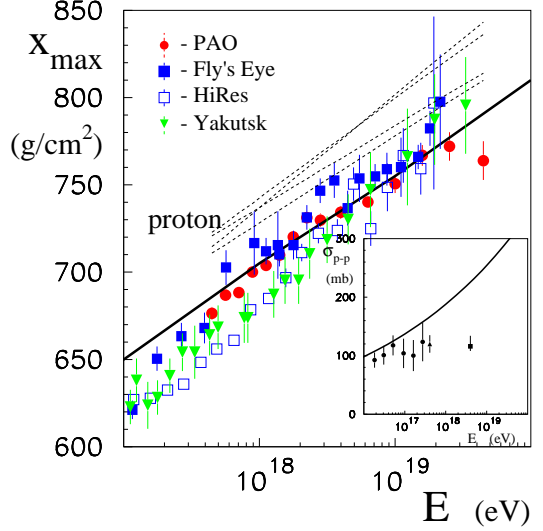 850
x_max
(g/cm²)
800
750
700
650
600
- PAO
- Fly's Eye
- HiRes
- Yakutsk
proton
300
σ_p-p
(mb)
200
100
0
10^17 10^18 10^19
E (eV)
10^18 10^19
E (eV)